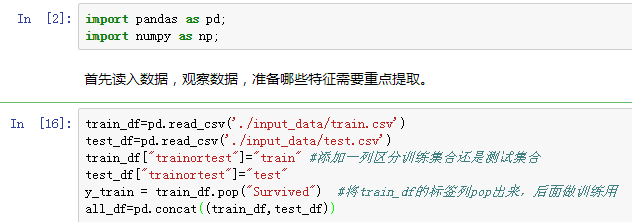 In [2]: import pandas as pd;
import numpy as np;
首先读入数据，观察数据，准备哪些特征需要重点提取。
In [16]: train_df=pd.read_csv('./input_data/train.csv')
test_df=pd.read_csv('./input_data/test.csv')
train_df["trainortest"]="train" #添加一列区分训练集合还是测试集合
test_df["trainortest"]="test"
y_train = train_df.pop("Survived") #将train_df的标签列pop出来，后面做训练用
all_df=pd.concat((train_df,test_df))